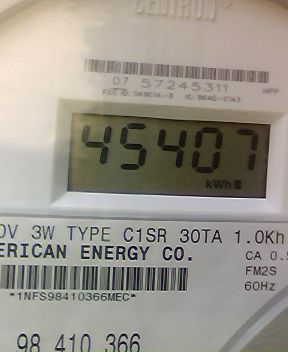 CENTRON
07 57245311
45407
kWh
0V 3W TYPE C1SR 30TA 1.0Kh
ERICAN ENERGY CO.
CA 0.5
*1NFS98410366MEC*
FM2S
60Hz
98 410 366